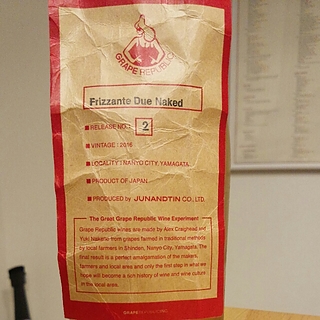 GRAPE REPUBLIC
Frizzante Due Naked
RELEASE NO. : 2
VINTAGE : 2016
LOCALITY : NANYO CITY, YAMAGATA
PRODUCT OF JAPAN
PRODUCED by JUNANDTIN CO., LTD.
The Great Grape Republic Wine Experiment
Grape Republic wines are made by Alex Craighead and
Yuki Nakano from grapes farmed in traditional methods
by local farmers in Shinden, Nanyo City, Yamagata. The
final result is a perfect amalgamation of the makers,
farmers and local area and only the first step in what we
hope will become a rich history of wine and wine culture
in the local area.